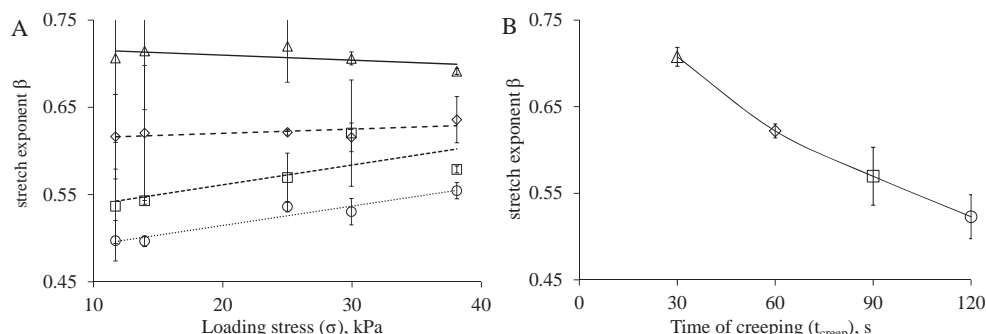 A
0.75
0.65
0.55
0.45
stretch exponent β
10
20
30
40
Loading stress (σ), kPa
B
0.75
0.65
0.55
0.45
stretch exponent β
0
30
60
90
120
Time of creeping (tcreep), s